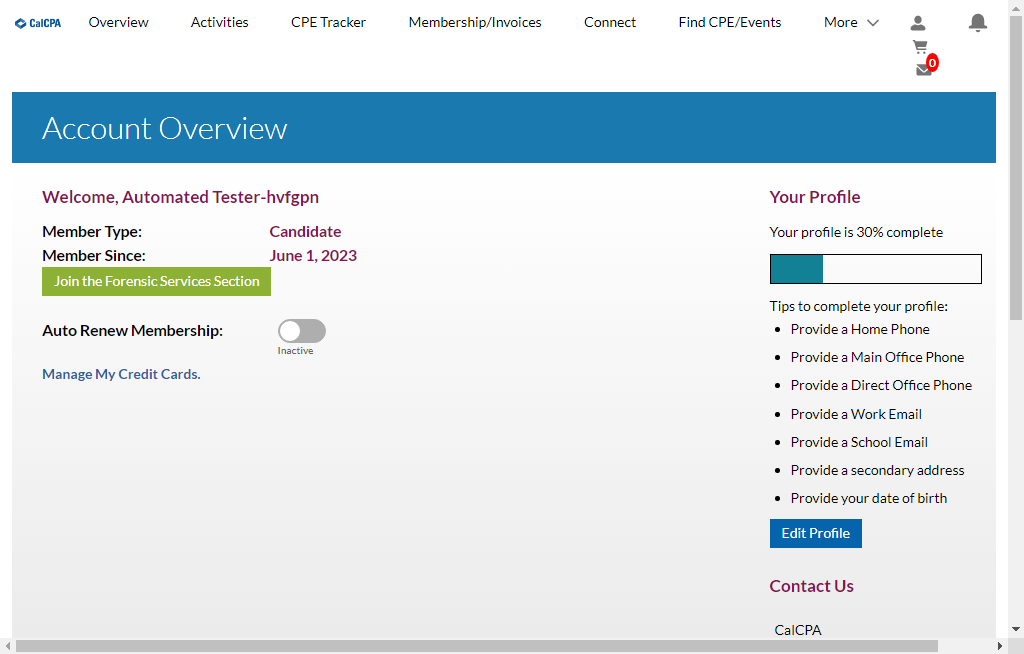 CalCPA Overview Activities CPE Tracker Membership/Invoices Connect Find CPE/Events More
0
Account Overview
Welcome, Automated Tester-hvfgpn
Member Type: Candidate
Member Since: June 1, 2023
Join the Forensic Services Section
Auto Renew Membership:
Inactive
Manage My Credit Cards.
Your Profile
Your profile is 30% complete
Tips to complete your profile:
Provide a Home Phone
Provide a Main Office Phone
Provide a Direct Office Phone
Provide a Work Email
Provide a School Email
Provide a secondary address
Provide your date of birth
Edit Profile
Contact Us
CalCPA